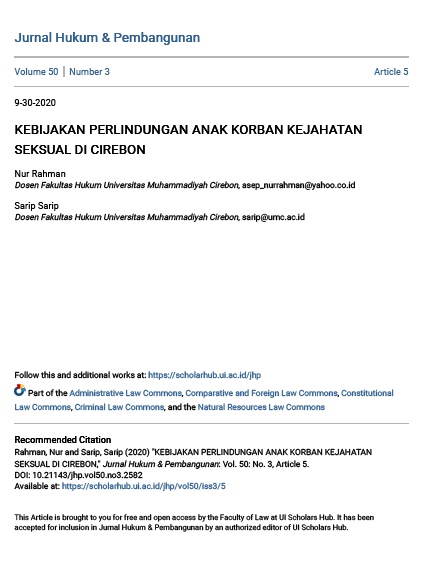 Jurnal Hukum & Pembangunan
Volume 50 | Number 3 Article 5
9-30-2020
KEBIJAKAN PERLINDUNGAN ANAK KORBAN KEJAHATAN
SEKSUAL DI CIREBON
Nur Rahman
Dosen Fakultas Hukum Universitas Muhammadiyah Cirebon, asep_nurrahman@yahoo.co.id
Sarip Sarip
Dosen Fakultas Hukum Universitas Muhammadiyah Cirebon, sarip@umc.ac.id
Follow this and additional works at: https://scholarhub.ui.ac.id/jhp
Part of the Administrative Law Commons, Comparative and Foreign Law Commons, Constitutional
Law Commons, Criminal Law Commons, and the Natural Resources Law Commons
Recommended Citation
Rahman, Nur and Sarip, Sarip (2020) "KEBIJAKAN PERLINDUNGAN ANAK KORBAN KEJAHATAN
SEKSUAL DI CIREBON," Jurnal Hukum & Pembangunan: Vol. 50: No. 3, Article 5.
DOI: 10.21143/jhp.vol50.no3.2582
Available at: https://scholarhub.ui.ac.id/jhp/vol50/iss3/5
This Article is brought to you for free and open access by the Faculty of Law at UI Scholars Hub. It has been
accepted for inclusion in Jurnal Hukum & Pembangunan by an authorized editor of UI Scholars Hub.